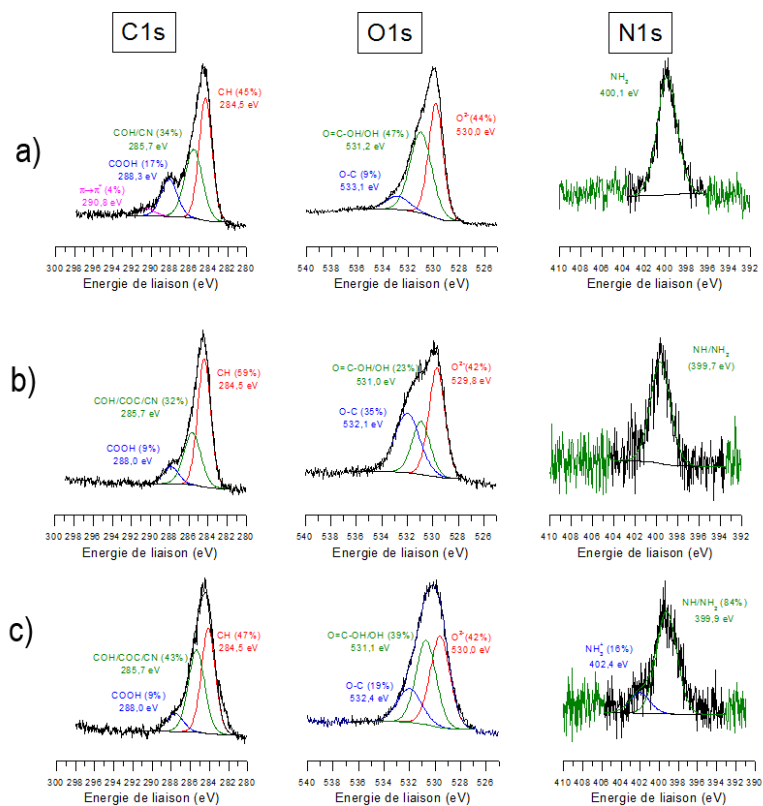 C1s
O1s
N1s
a)
CH (45%)
284,5 eV
COH/CN (34%)
285,7 eV
COOH (17%)
288,3 eV
π→π* (4%)
290,8 eV
300 298 296 294 292 290 288 286 284 282 280
Energie de liaison (eV)
O²⁻(44%)
530,0 eV
O=C-OH/OH (47%)
531,2 eV
O-C (9%)
533,1 eV
540 538 536 534 532 530 528 526
Energie de liaison (eV)
NH₂
400,1 eV
410 408 406 404 402 400 398 396 394 392
Energie de liaison (eV)
b)
CH (59%)
284,5 eV
COH/COC/CN (32%)
285,7 eV
COOH (9%)
288,0 eV
300 298 296 294 292 290 288 286 284 282 280
Energie de liaison (eV)
O=C-OH/OH (23%)
531,0 eV
O²⁻(42%)
529,8 eV
O-C (35%)
532,1 eV
540 538 536 534 532 530 528 526
Energie de liaison (eV)
NH/NH₂
(399,7 eV)
410 408 406 404 402 400 398 396 394 392
Energie de liaison (eV)
c)
CH (47%)
284,5 eV
COH/COC/CN (43%)
285,7 eV
COOH (9%)
288,0 eV
300 298 296 294 292 290 288 286 284 282 280
Energie de liaison (eV)
O=C-OH/OH (39%)
531,1 eV
O²⁻(42%)
530,0 eV
O-C (19%)
532,4 eV
540 538 536 534 532 530 528 526
Energie de liaison (eV)
NH/NH₂ (84%)
399,9 eV
402,4 eV
410 408 406 404 402 400 398 396 394 392 390
Energie de liaison (eV)